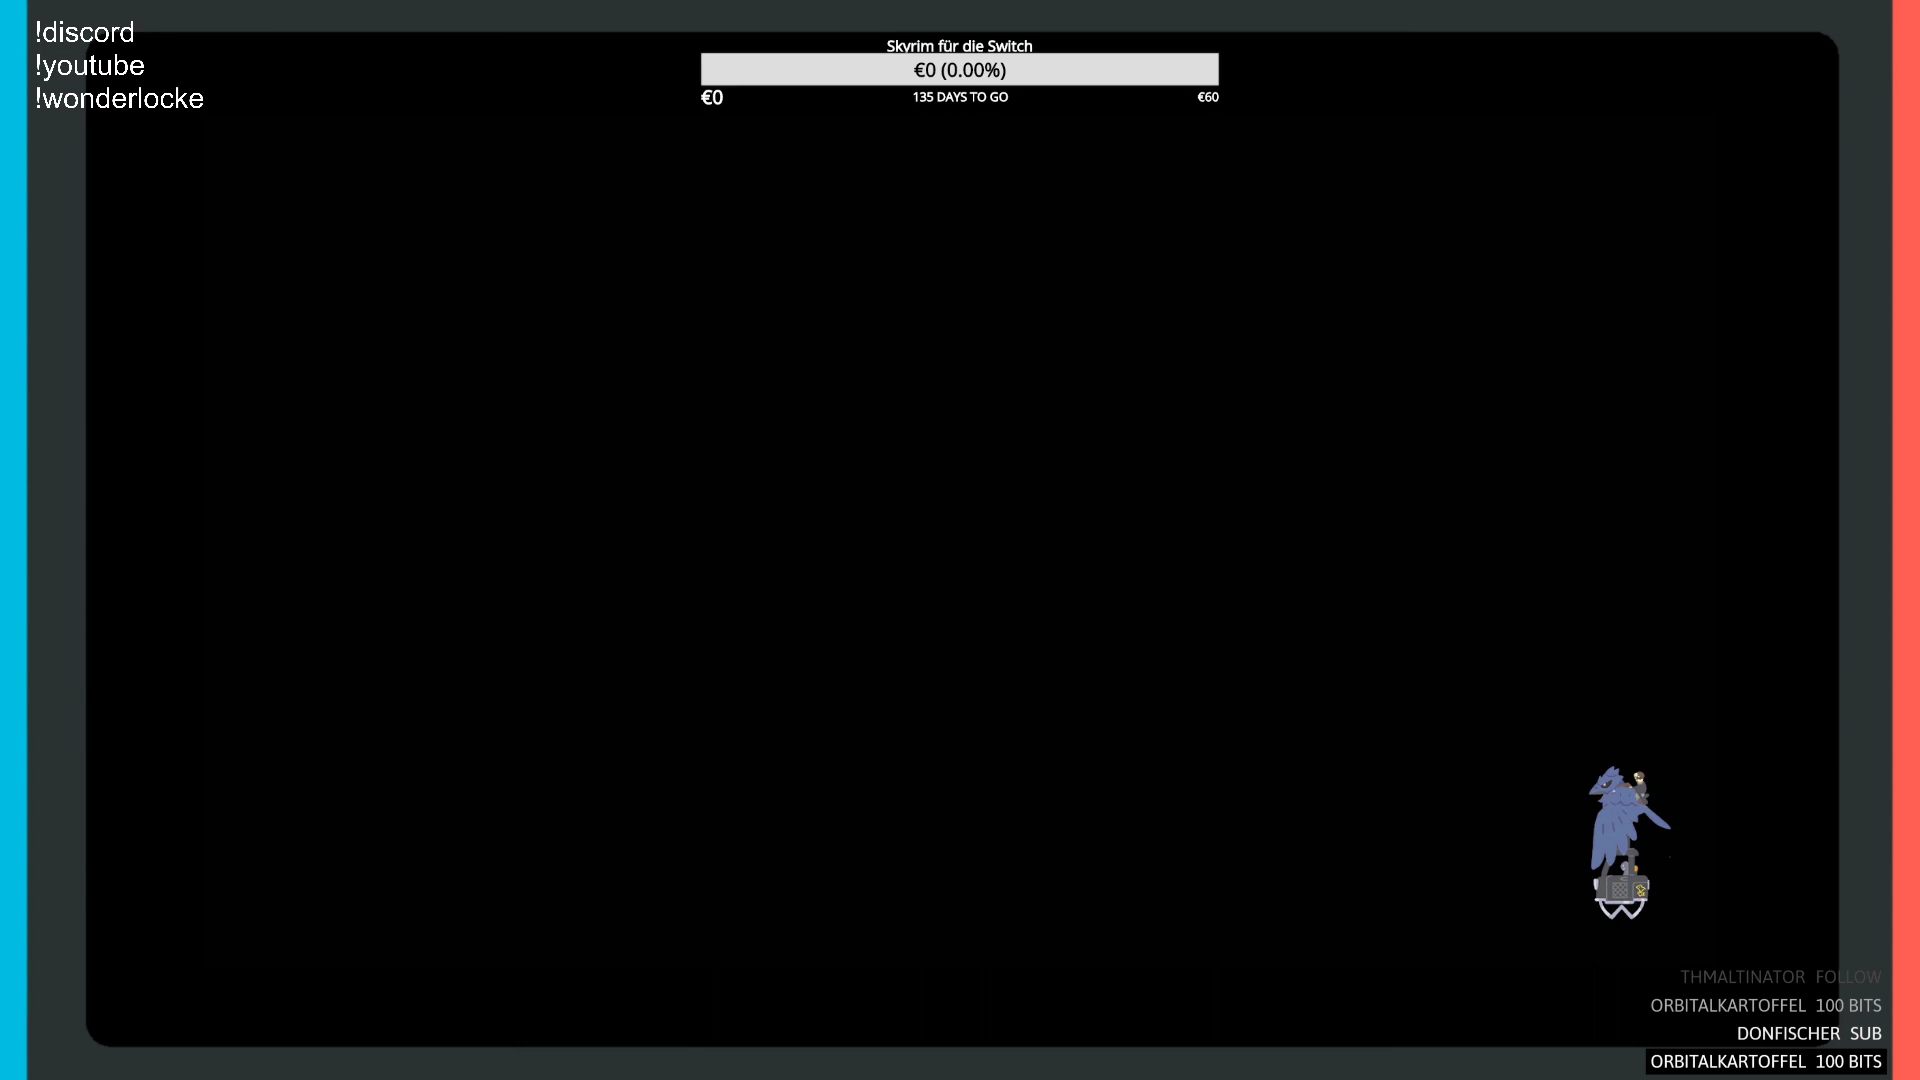 !discord
!youtube
!wonderlocke
Skyrim für die Switch
€0 (0.00%)
€0 135 DAYS TO GO €60
THMALTINATOR FOLLOW
ORBITALKARTOFFEL 100 BITS
DONFISCHER SUB
ORBITALKARTOFFEL 100 BITS